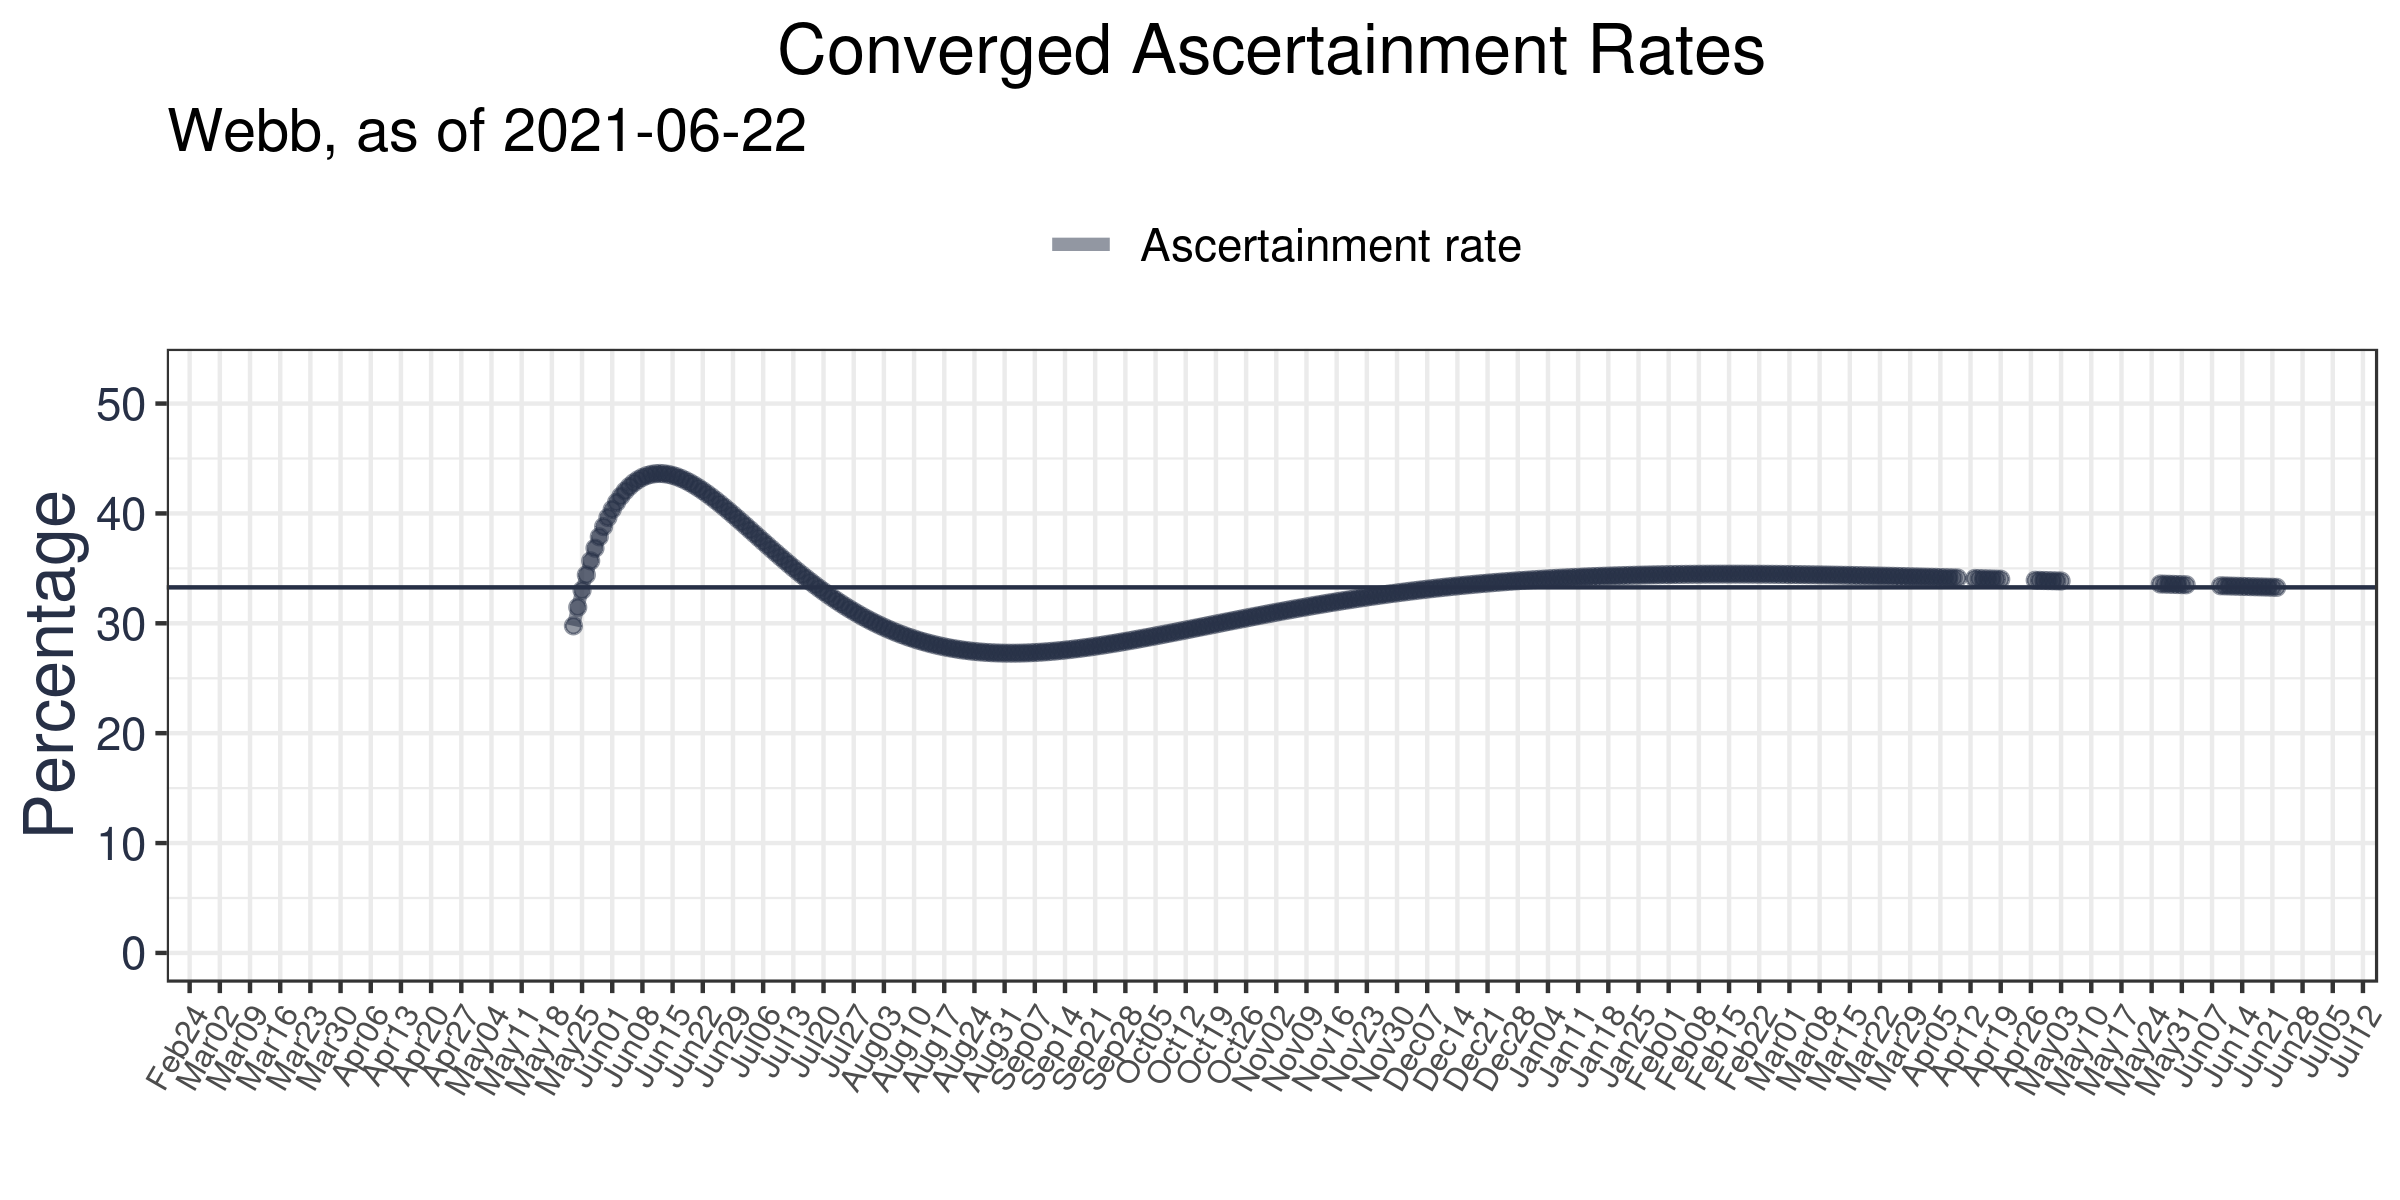 Converged Ascertainment Rates
Webb, as of 2021-06-22
Ascertainment rate
Percentage
50
40
30
20
10
0
Feb24
Mar02
Mar09
Mar16
Mar23
Mar30
Apr06
Apr13
Apr20
Apr27
May04
May11
May18
May25
Jun01
Jun08
Jun15
Jun22
Jun29
Jul06
Jul13
Jul20
Jul27
Aug03
Aug10
Aug17
Aug24
Aug31
Sep07
Sep14
Sep21
Sep28
Oct05
Oct12
Oct19
Oct26
Nov02
Nov09
Nov16
Nov23
Nov30
Dec07
Dec14
Dec21
Dec28
Jan04
Jan11
Jan18
Jan25
Feb01
Feb08
Feb15
Feb22
Mar01
Mar08
Mar15
Mar22
Mar29
Apr05
Apr12
Apr19
Apr26
May03
May10
May17
May24
May31
Jun07
Jun14
Jun21
Jun28
Jul05
Jul12